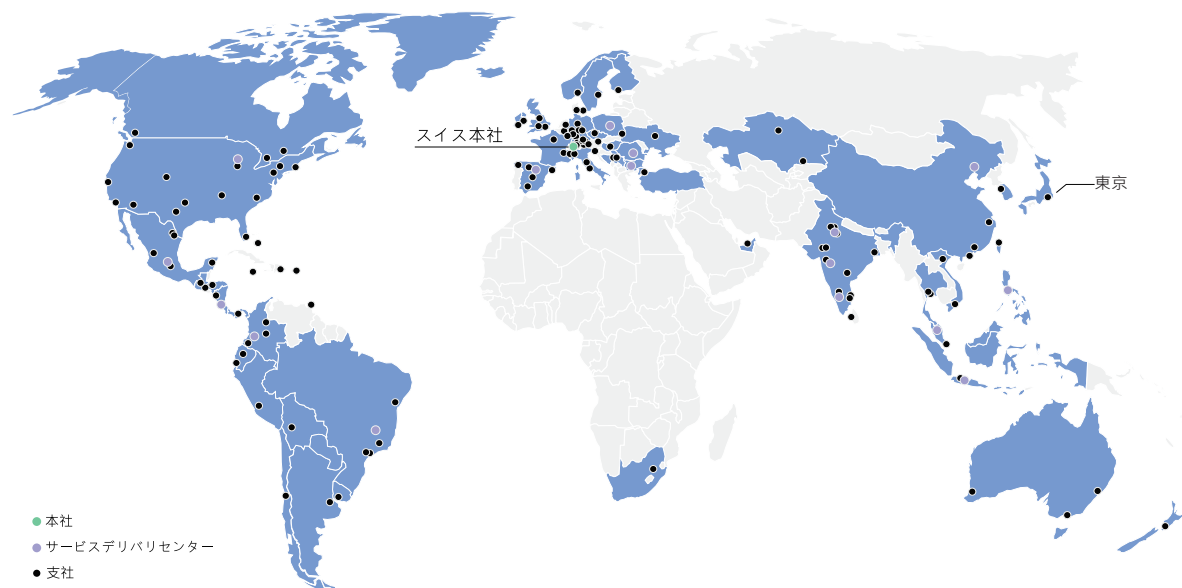 スイス本社
東京
本社
サービスデリバリセンター
支社